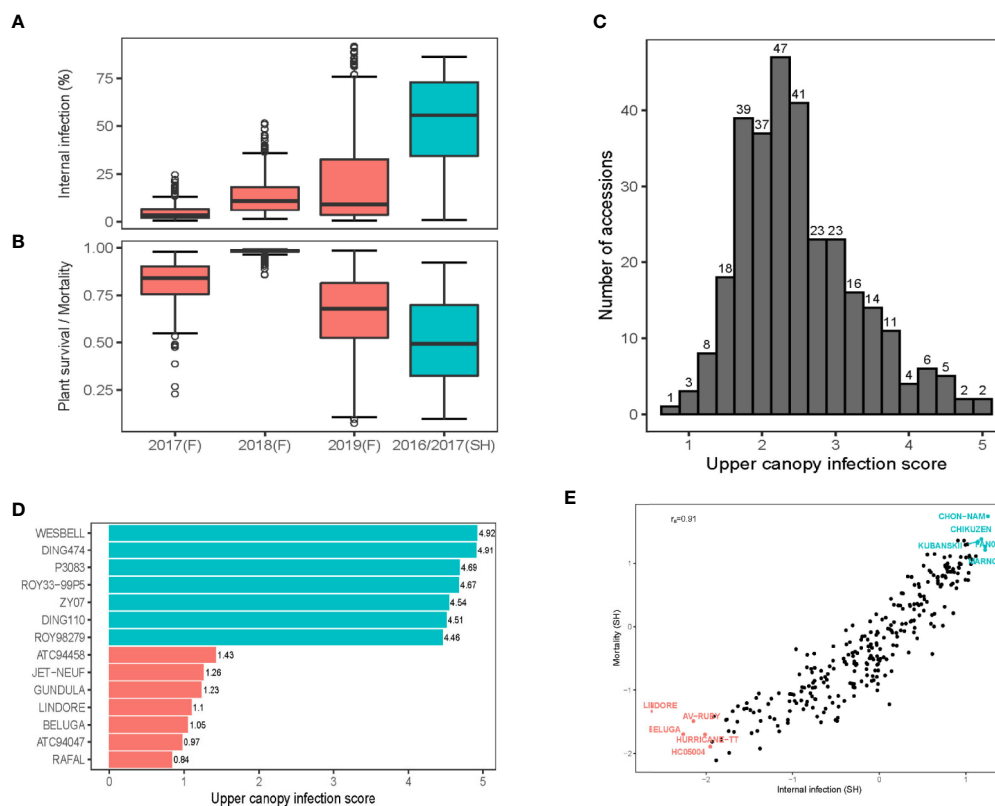 A
Internal infection (%)
75
50
25
0
B
Plant survival / Mortality
1.00
0.75
0.50
0.25
2017(F) 2018(F) 2019(F) 2016/2017(SH)
C
Number of accessions
40
30
20
10
0
1 3 8 18 39 37 47 41 23 23 16 14 11 4 6 5 2 2
1 2 3 4 5
Upper canopy infection score
D
WESBELL 4.92
DING474 4.91
P3083 4.69
ROY33-99P5 4.67
ZY07 4.54
DING110 4.51
ROY98279 4.46
ATC94458 1.43
JET-NEUF 1.26
GUNDULA 1.23
LINDORE 1.1
BELUGA 1.05
ATC94047 0.97
RAFAL 0.84
0 1 2 3 4 5
Upper canopy infection score
E
rs=0.91
CHON-NAM
CHIKUZEN
KUBANSKII
Mortality (SH)
1
0
-1
-2
LINDORE
AV-RUBY
BELUGA
HURRICANE-TT
HC05004
-2 -1 0 1
Internal infection (SH)